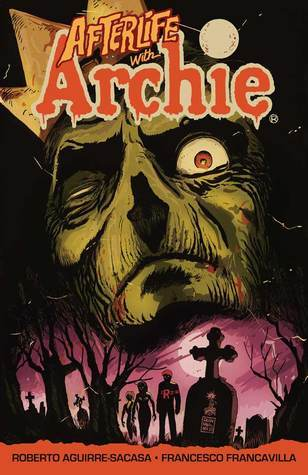 AFTERLIFE
with
Archie
®
R
ROBERTO AGUIRRE-SACASA • FRANCESCO FRANCAVILLA